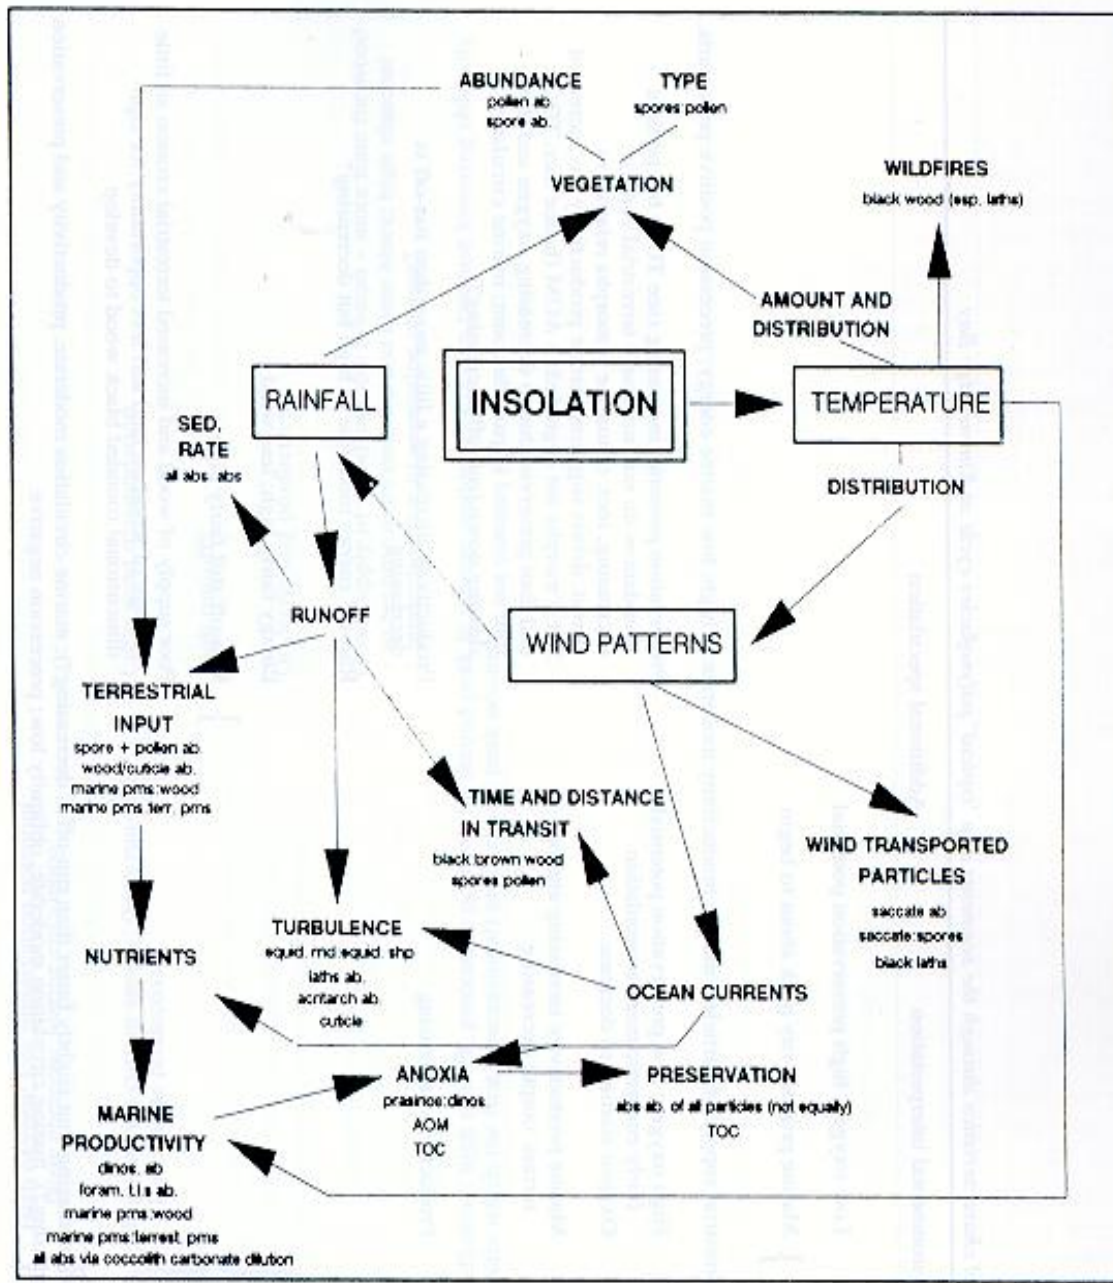 ABUNDANCE
pollen ab
spore ab.
TYPE
spores:pollen
VEGETATION
WILDFIRES
black wood (esp. laths)
AMOUNT AND
DISTRIBUTION
RAINFALL
INSOLATION
TEMPERATURE
SED.
RATE
all abs. abs
DISTRIBUTION
RUNOFF
WIND PATTERNS
TERRESTRIAL
INPUT
spore + pollen ab.
wood/cuticle ab.
marine pms:wood
marine pms terr. pms
TIME AND DISTANCE
IN TRANSIT
black brown wood
spores pollen
WIND TRANSPORTED
PARTICLES
saccate ab
saccate:spores
black laths
TURBULENCE
equid. rnd:equid. shp
laths ab.
acritarch ab.
cuticle
NUTRIENTS
OCEAN CURRENTS
ANOXIA
prasinos:dinos
AOM
TOC
PRESERVATION
abs ab. of all particles (not equally)
TOC
MARINE
PRODUCTIVITY
dinos. ab
foram. t.l.s ab.
marine pms:wood
marine pms:terrest. pms
all abs via coccolith carbonate dilution